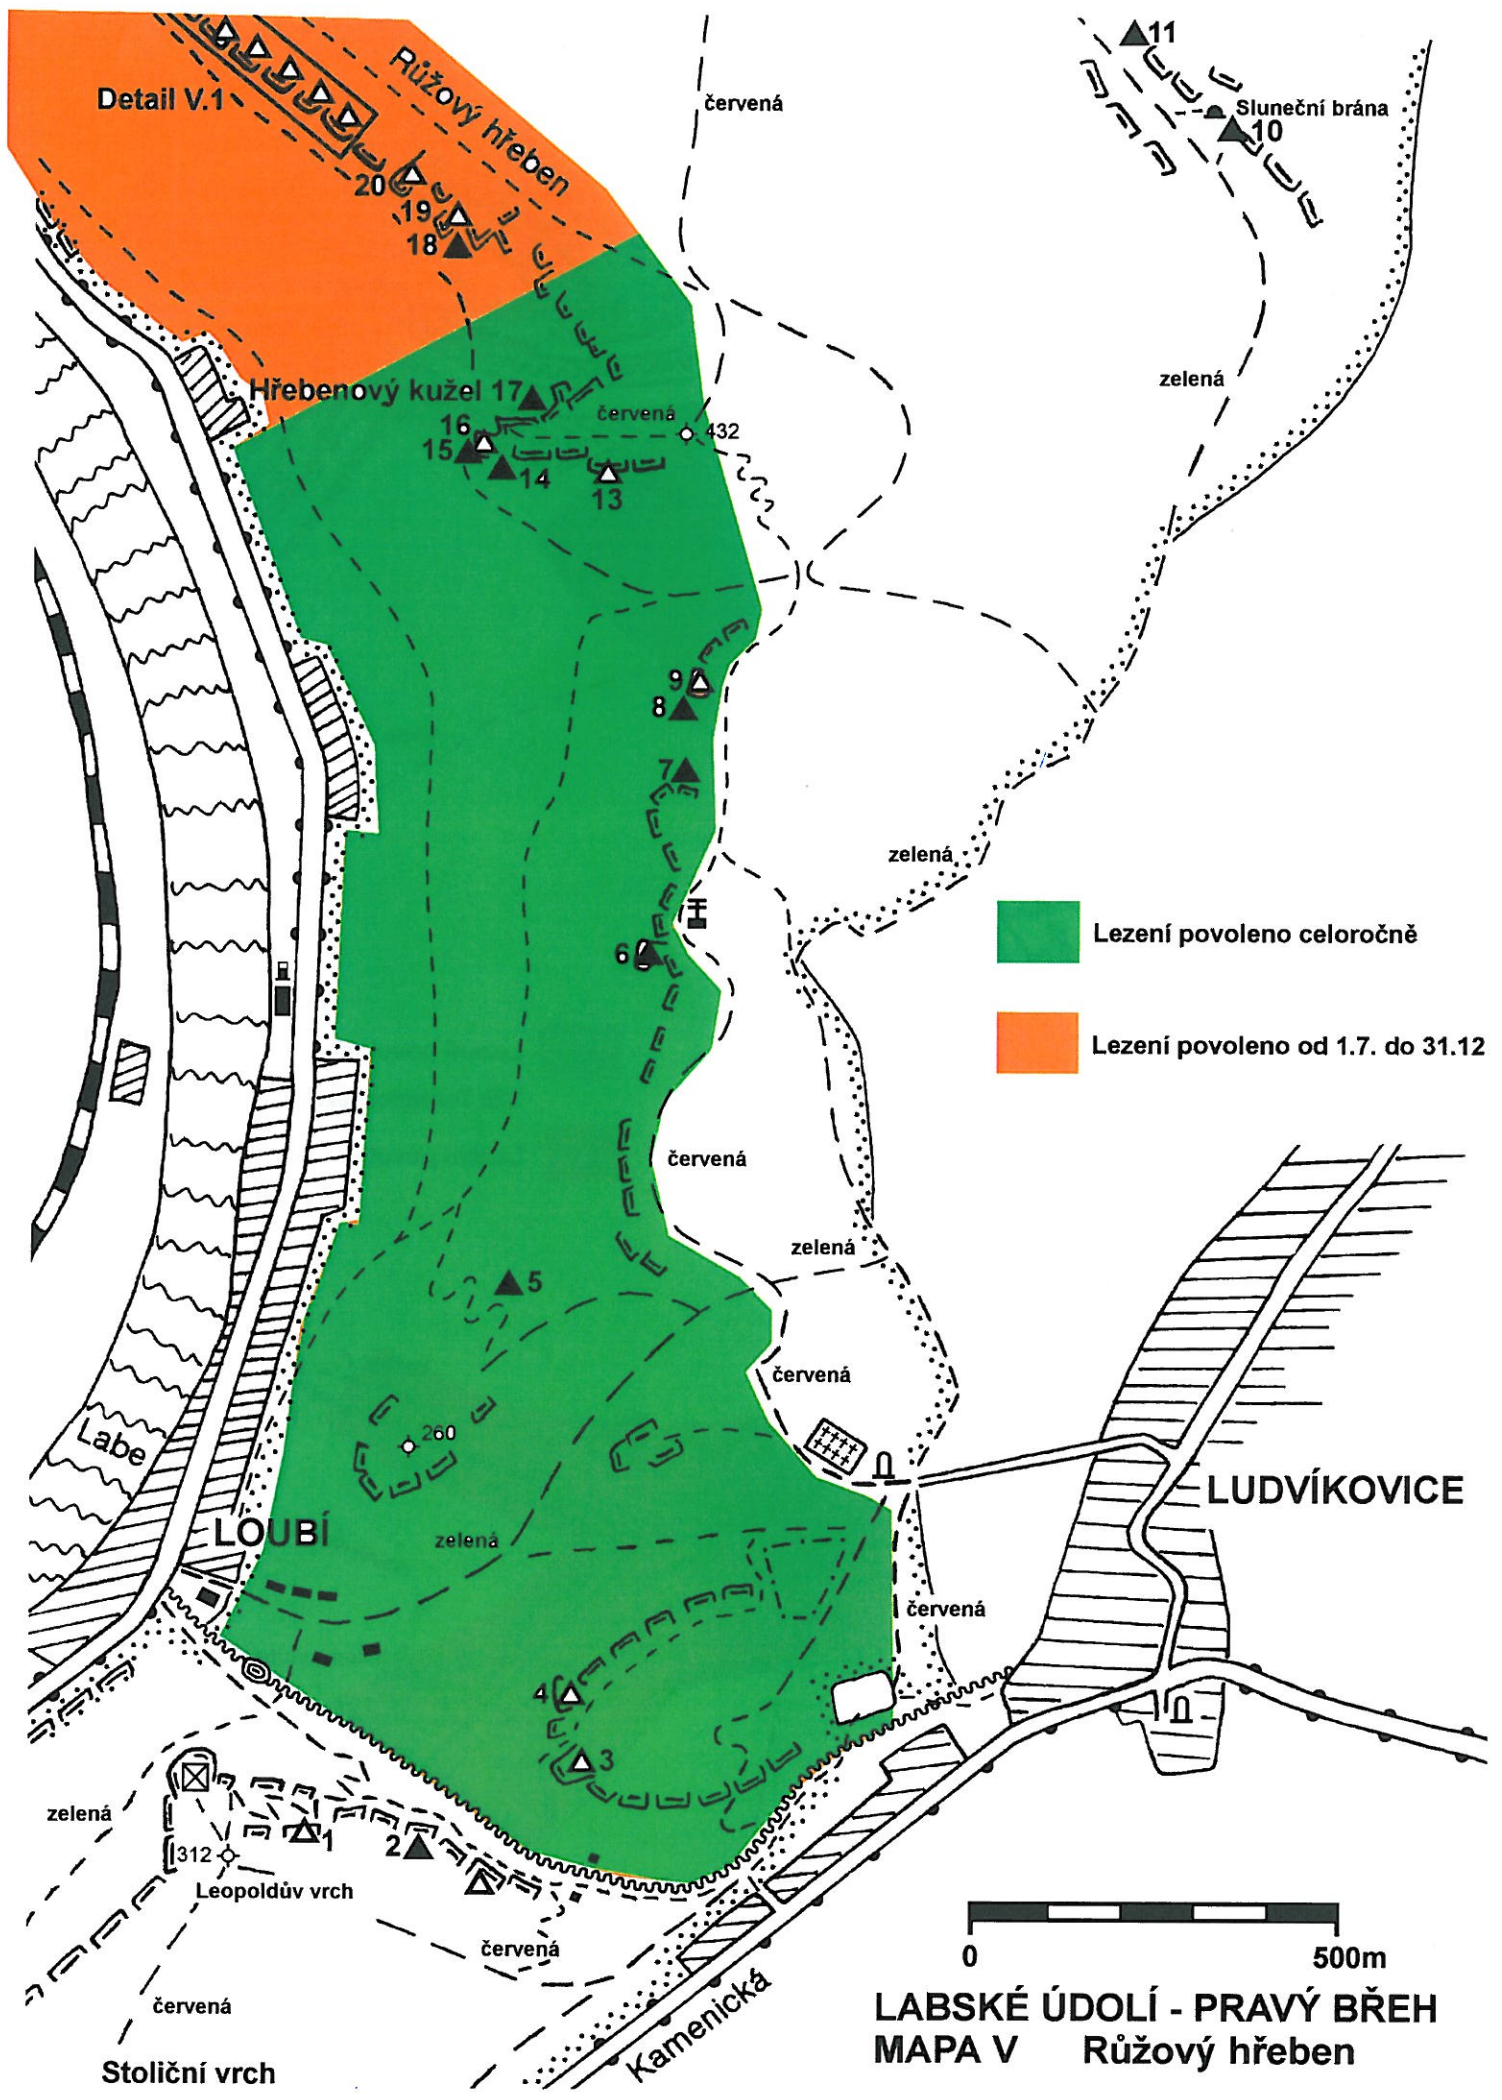 11
Růžový hřeben
Detail V.1
červená
Sluneční brána
10
20
19
18
zelená
Hřebenový kužel 17
červená
16
432
15
14
13
9
8
7
zelená
Lezení povoleno celoročně
6
Lezení povoleno od 1.7. do 31.12
červená
zelená
5
červená
260
Labe
LUDVÍKOVICE
LOUBÍ
zelená
červená
4
3
zelená
1
2
312
Leopoldův vrch
červená
0 500m
červená
LABSKÉ ÚDOLÍ - PRAVÝ BŘEH
MAPA V Růžový hřeben
Kamenická
Stoliční vrch